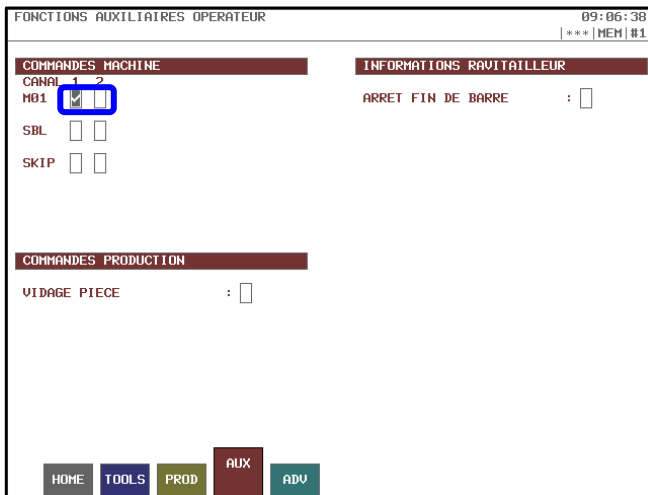 FONCTIONS AUXILIAIRES OPERATEUR
09:06:38
|***|MEM|#1
COMMANDES MACHINE
CANAL 1 2
M01
SBL
SKIP
INFORMATIONS RAVITAILLEUR
ARRET FIN DE BARRE :
COMMANDES PRODUCTION
VIDAGE PIECE :
HOME TOOLS PROD AUX ADV